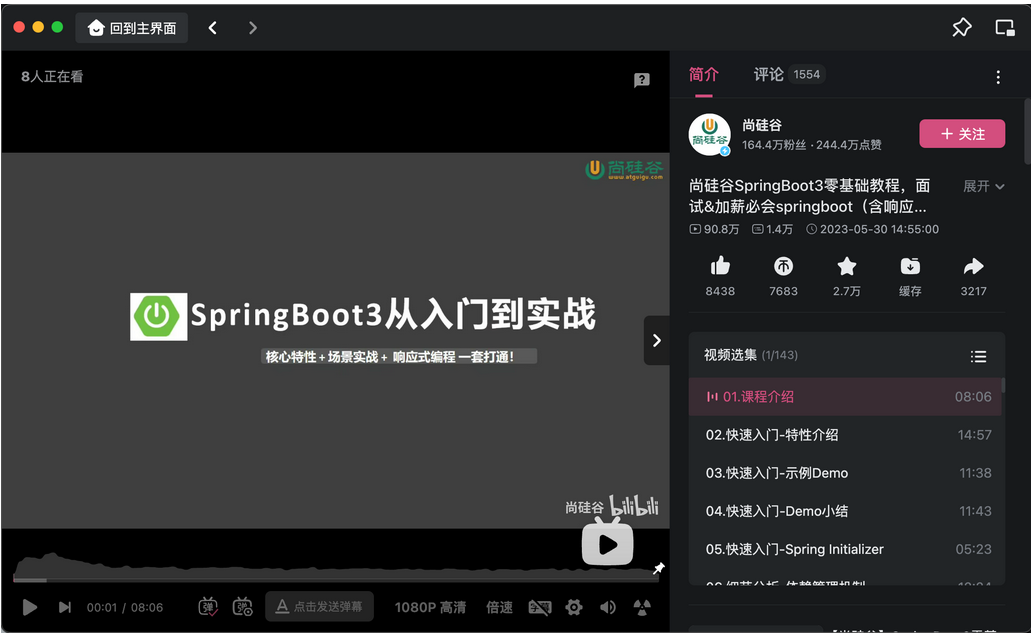 回到主界面
8人正在看
尚硅谷
www.atguigu.com
SpringBoot3从入门到实战
核心特性+场景实战+ 响应式编程 一套打通!
尚硅谷 bilibili
00:01 / 08:06
弹
弹
点击发送弹幕
1080P 高清
倍速
简介
评论 1554
尚硅谷
尚硅谷
164.4万粉丝 · 244.4万点赞
+ 关注
尚硅谷SpringBoot3零基础教程，面
试&加薪必会springboot（含响应...
展开
90.8万
1.4万
2023-05-30 14:55:00
8438
7683
2.7万
缓存
3217
视频选集 (1/143)
01.课程介绍 08:06
02.快速入门-特性介绍 14:57
03.快速入门-示例Demo 11:38
04.快速入门-Demo小结 11:43
05.快速入门-Spring Initializer 05:23